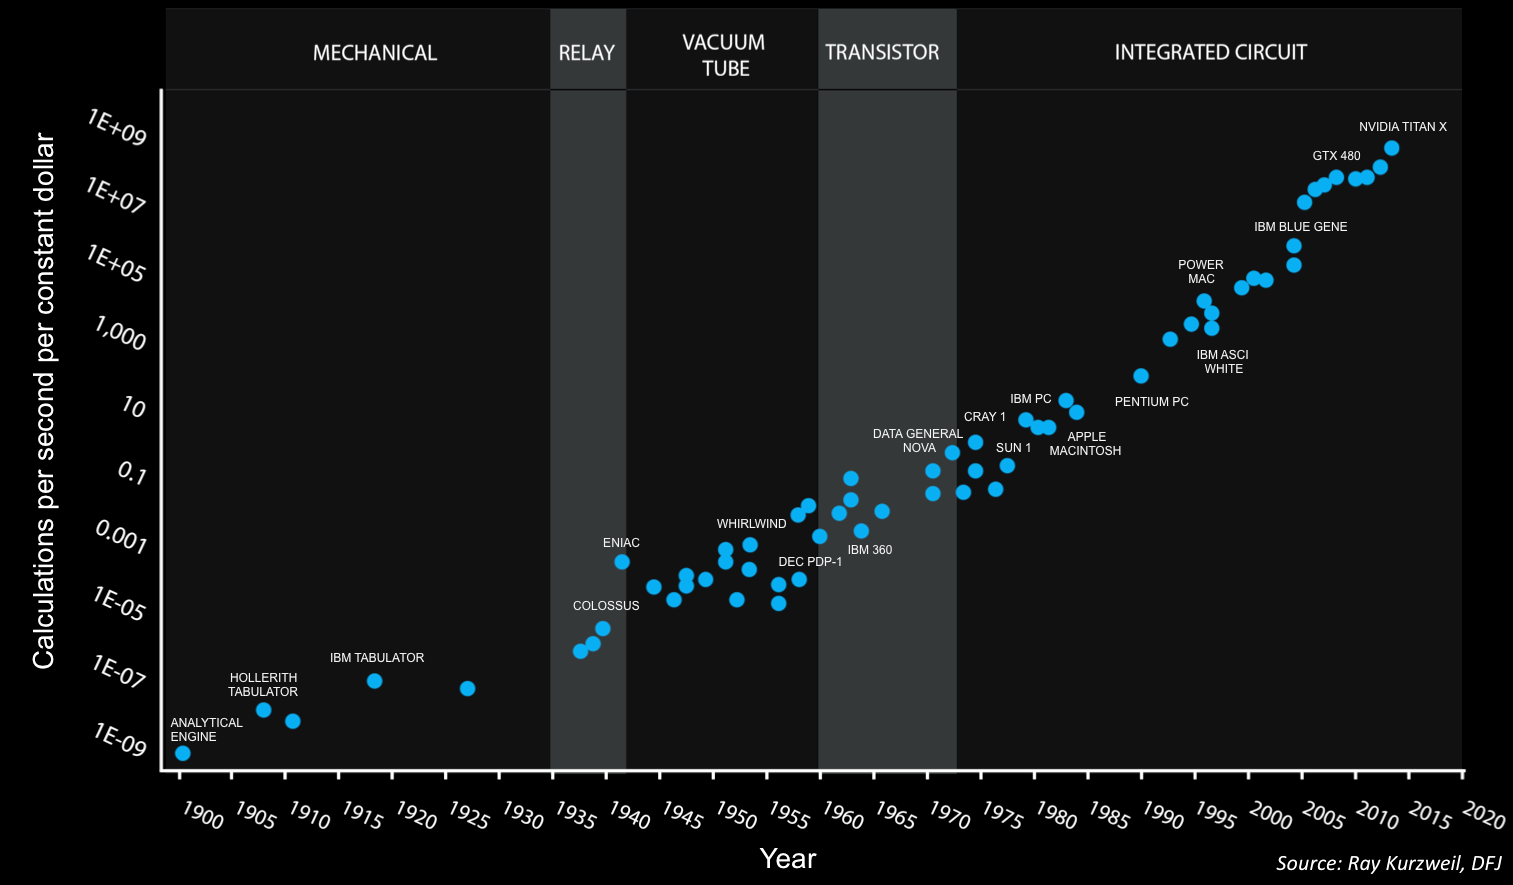 MECHANICAL
RELAY
VACUUM
TUBE
TRANSISTOR
INTEGRATED CIRCUIT
Calculations per second per constant dollar
1E+09
1E+07
1E+05
1,000
10
0.1
0.001
1E-05
1E-07
1E-09
NVIDIA TITAN X
GTX 480
IBM BLUE GENE
POWER
MAC
IBM ASCI
WHITE
PENTIUM PC
IBM PC
CRAY 1
APPLE
MACINTOSH
DATA GENERAL
NOVA
SUN 1
WHIRLWIND
ENIAC
IBM 360
DEC PDP-1
COLOSSUS
IBM TABULATOR
HOLLERITH
TABULATOR
ANALYTICAL
ENGINE
1900 1905 1910 1915 1920 1925 1930 1935 1940 1945 1950 1955 1960 1965 1970 1975 1980 1985 1990 1995 2000 2005 2010 2015 2020
Year
Source: Ray Kurzweil, DFJ